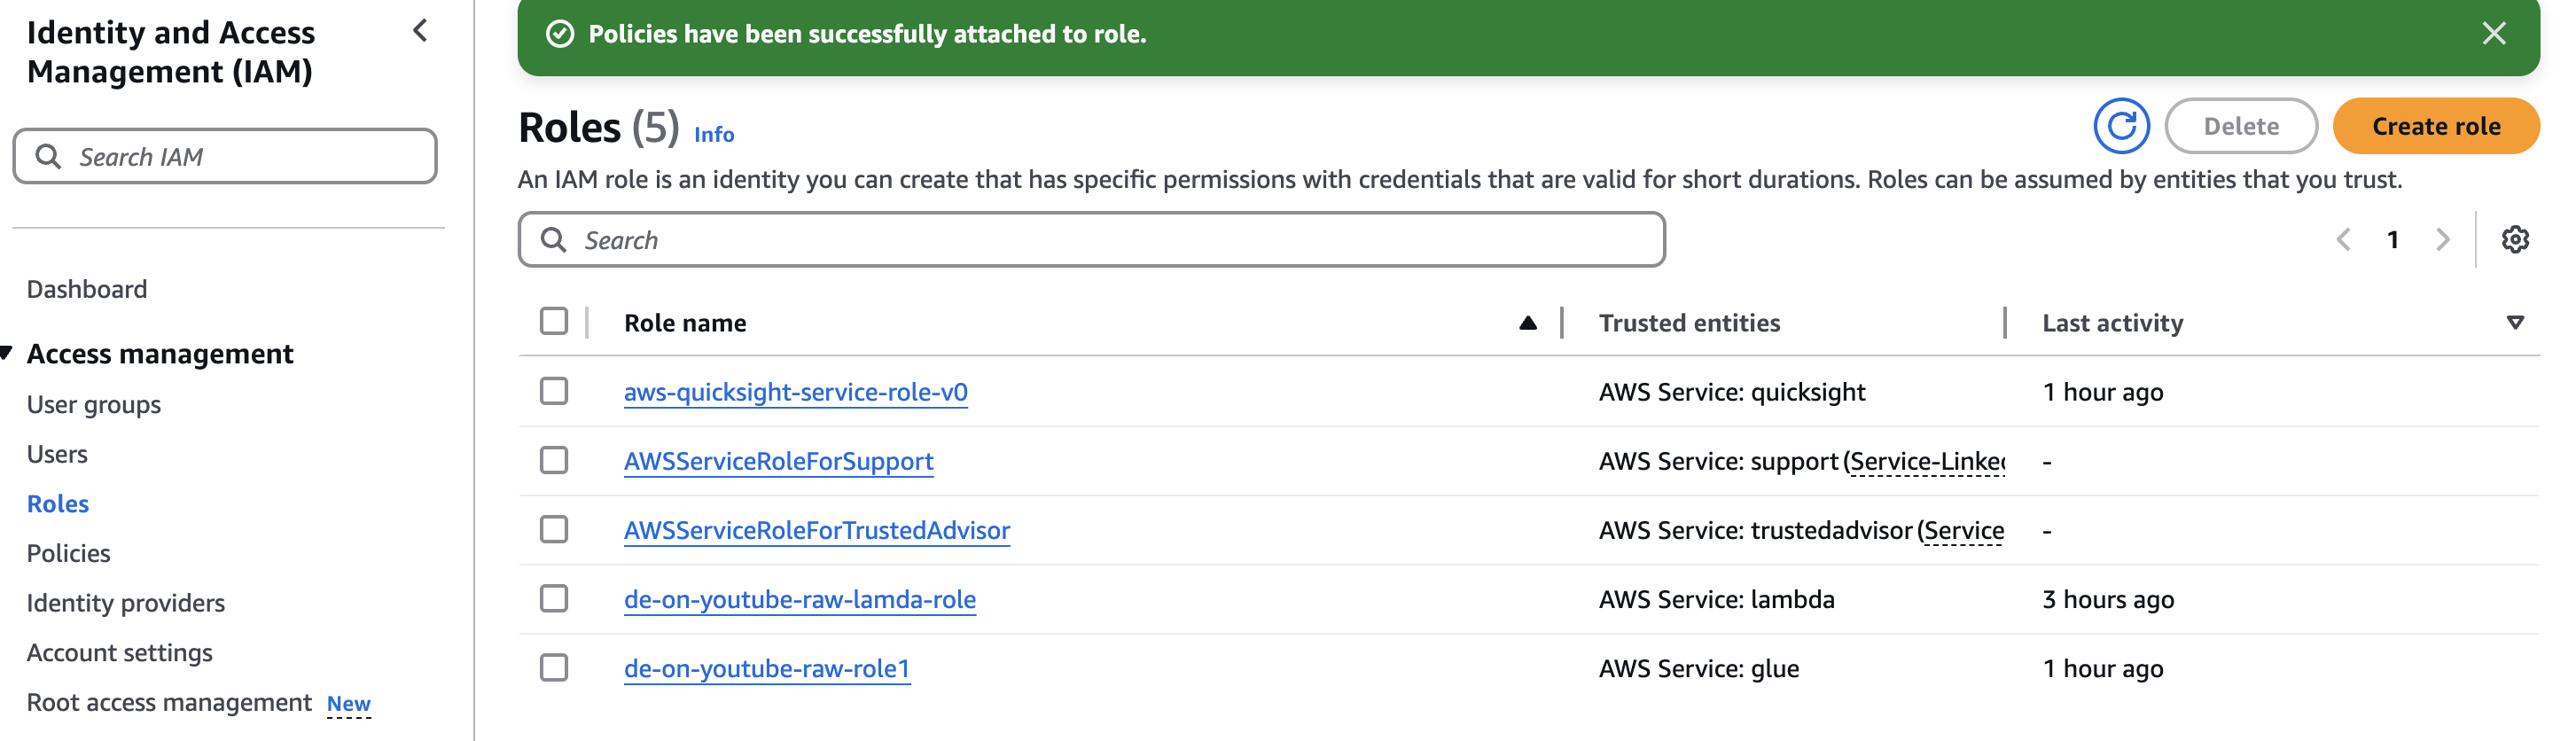 Identity and Access
Management (IAM)
Search IAM
Dashboard
Access management
User groups
Users
Roles
Policies
Identity providers
Account settings
Root access management New
Policies have been successfully attached to role.
Roles (5) Info
Delete
Create role
An IAM role is an identity you can create that has specific permissions with credentials that are valid for short durations. Roles can be assumed by entities that you trust.
Search
1
Role name Trusted entities Last activity
aws-quicksight-service-role-v0 AWS Service: quicksight 1 hour ago
AWSServiceRoleForSupport AWS Service: support (Service-Linke -
AWSServiceRoleForTrustedAdvisor AWS Service: trustedadvisor (Service -
de-on-youtube-raw-lamda-role AWS Service: lambda 3 hours ago
de-on-youtube-raw-role1 AWS Service: glue 1 hour ago